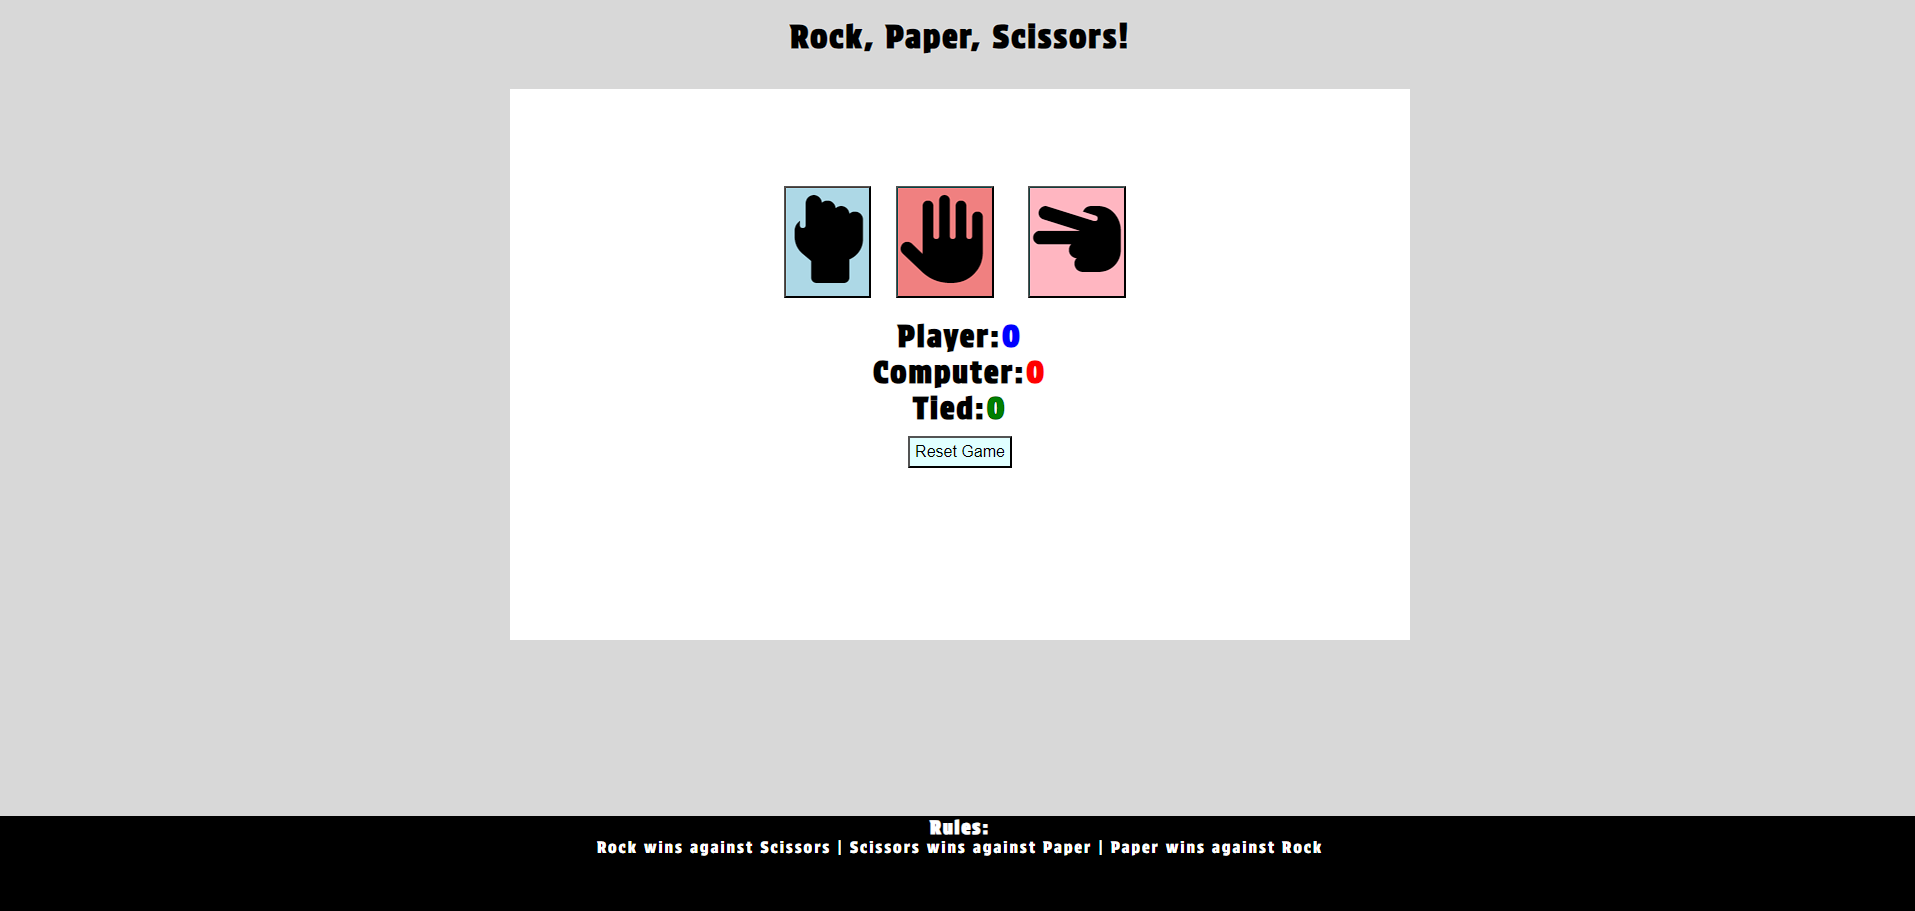 Rock, Paper, Scissors!
Player:0
Computer:0
Tied:0
Reset Game
Rules:
Rock wins against Scissors | Scissors wins against Paper | Paper wins against Rock